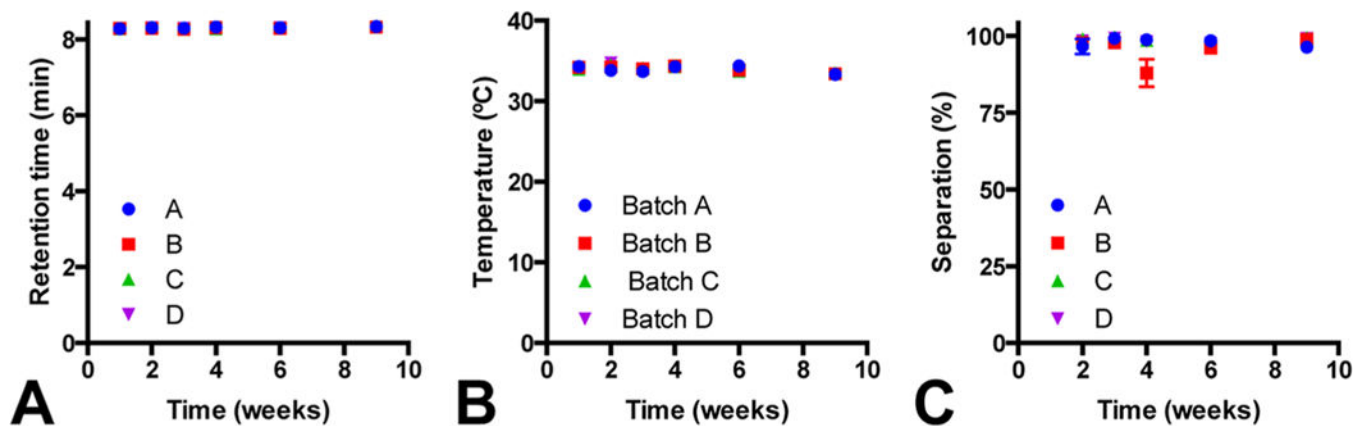 8
6
4
2
0
Retention time (min)
A
B
C
D
0 2 4 6 8 10
Time (weeks)
A
40
30
20
10
0
Temperature (ºC)
Batch A
Batch B
Batch C
Batch D
0 2 4 6 8 10
Time (weeks)
B
100
75
50
25
0
Separation (%)
A
B
C
D
0 2 4 6 8 10
Time (weeks)
C